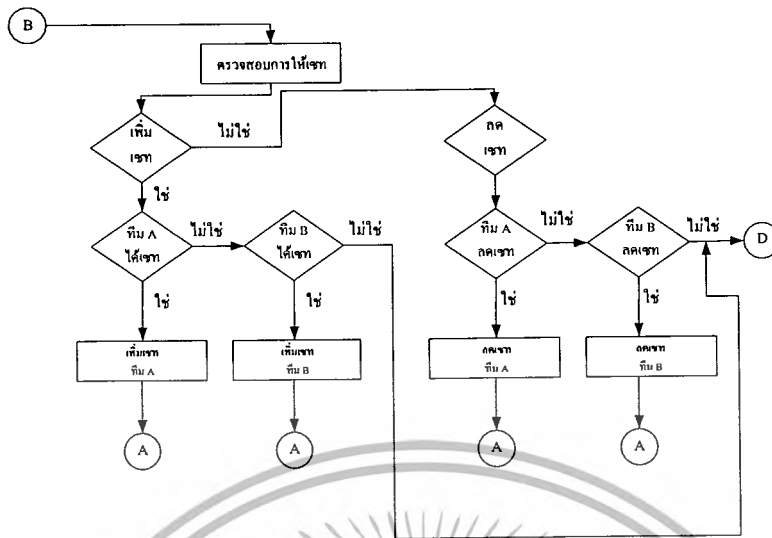 B
ตรวจสอบการให้เซท
เพิ่ม
เซท
ไม่ใช่
ลด
เซท
ใช่
ทีม A
ได้เซท
ไม่ใช่
ทีม B
ได้เซท
ไม่ใช่
ทีม A
ลดเซท
ไม่ใช่
ทีม B
ลดเซท
ไม่ใช่
D
ใช่
ใช่
ใช่
ใช่
เพิ่มเซท
ทีม A
เพิ่มเซท
ทีม B
ลดเซท
ทีม A
ลดเซท
ทีม B
A
A
A
A